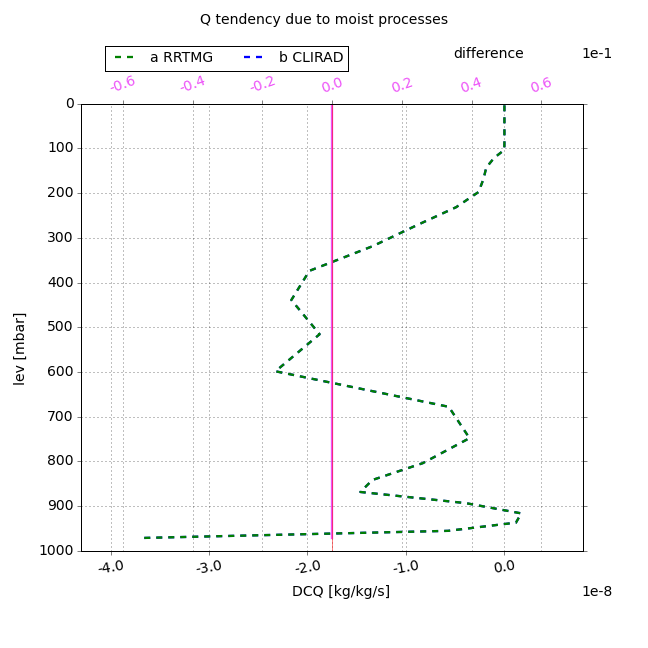 Q tendency due to moist processes
a RRTMG b CLIRAD difference 1e-1
-0.6 -0.4 -0.2 0.0 0.2 0.4 0.6
0
100
200
300
400
500
600
700
800
900
1000
lev [mbar]
-4.0 -3.0 -2.0 -1.0 0.0
DCQ [kg/kg/s] 1e-8